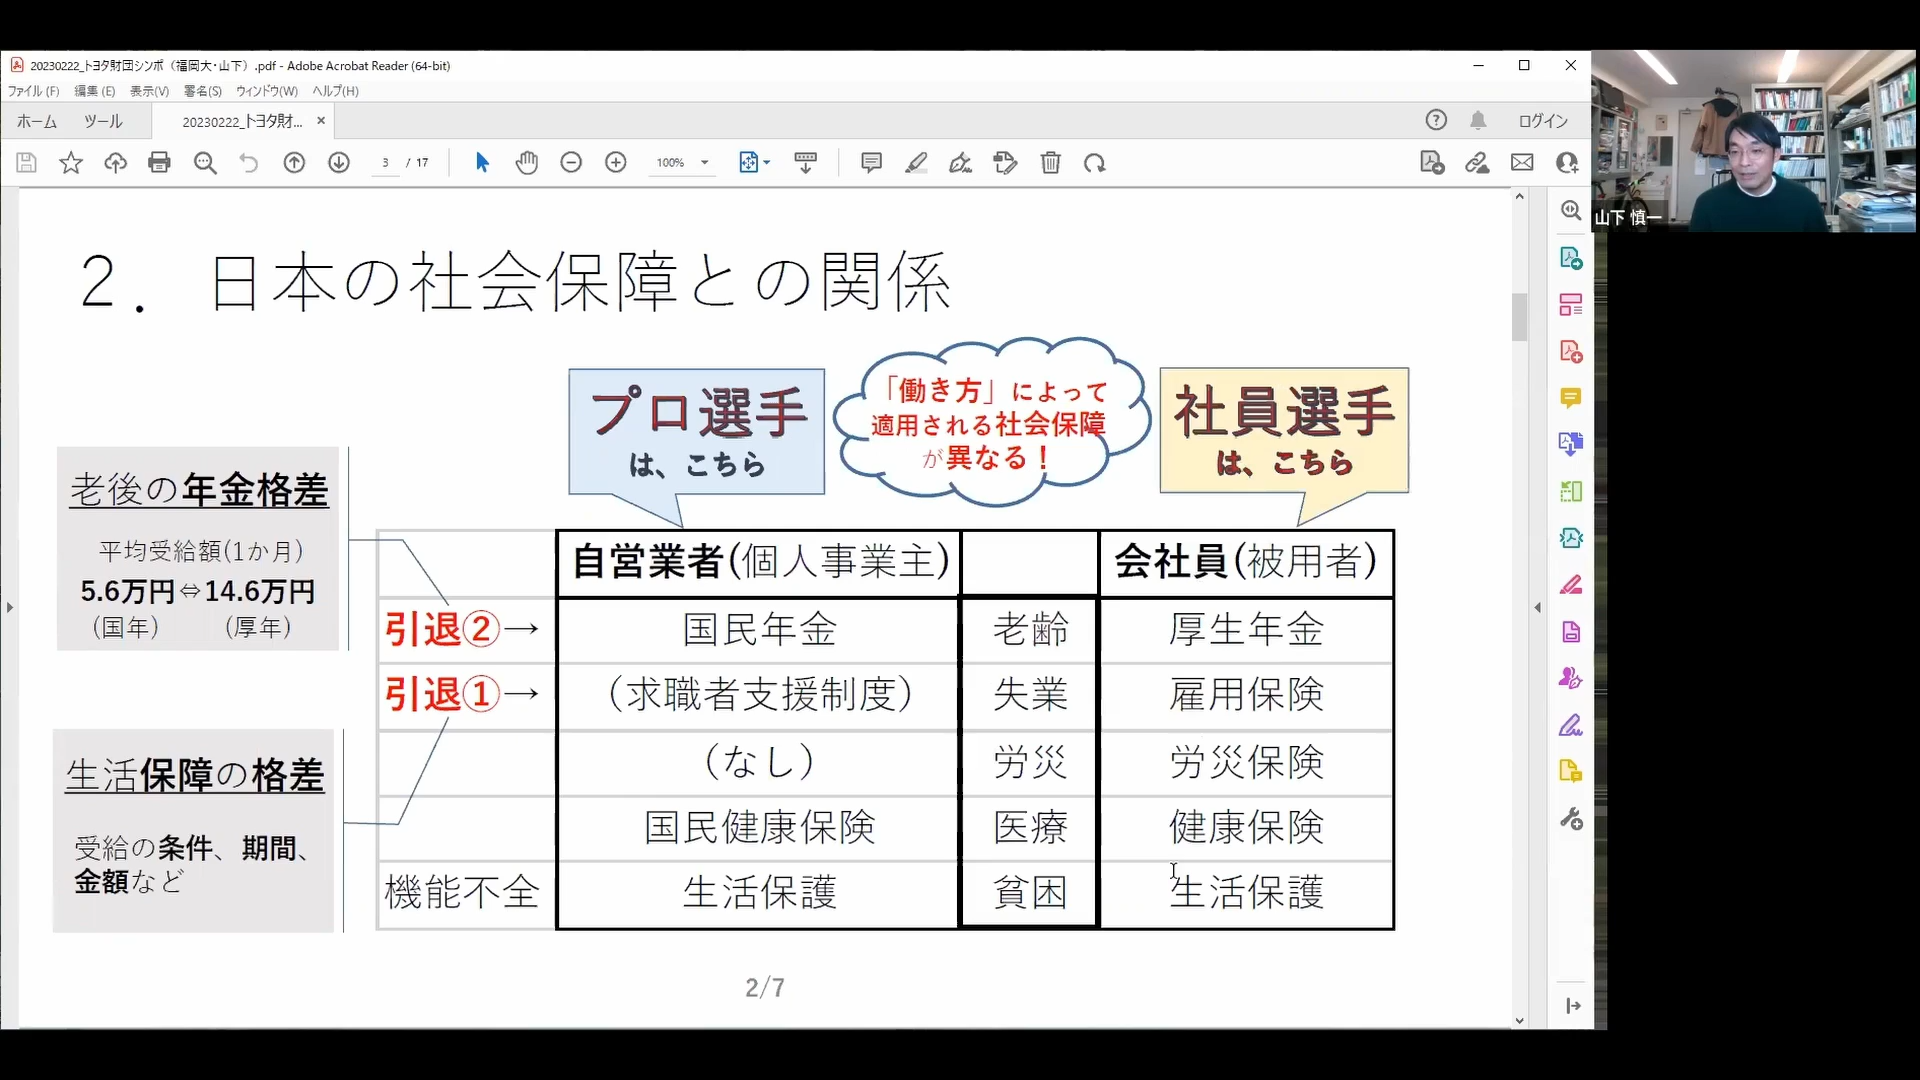 20230222_トヨタ財団シンポ（福岡大・山下）.pdf - Adobe Acrobat Reader (64-bit)
ファイル(F) 編集(E) 表示(V) 署名(S) ウィンドウ(W) ヘルプ(H)
ホーム ツール 20230222_トヨタ財... × ログイン
3 / 17 100%
山下 慎一
２． 日本の社会保障との関係
プロ選手
は、こちら
「働き方」によって
適用される社会保障
が異なる！
社員選手
は、こちら
老後の年金格差
平均受給額(1か月)
5.6万円⇔14.6万円
(国年) (厚年)
自営業者(個人事業主) 会社員(被用者)
引退②→ 国民年金 老齢 厚生年金
引退①→ （求職者支援制度） 失業 雇用保険
（なし） 労災 労災保険
国民健康保険 医療 健康保険
機能不全 生活保護 貧困 生活保護
生活保障の格差
受給の条件、期間、
金額など
2/7